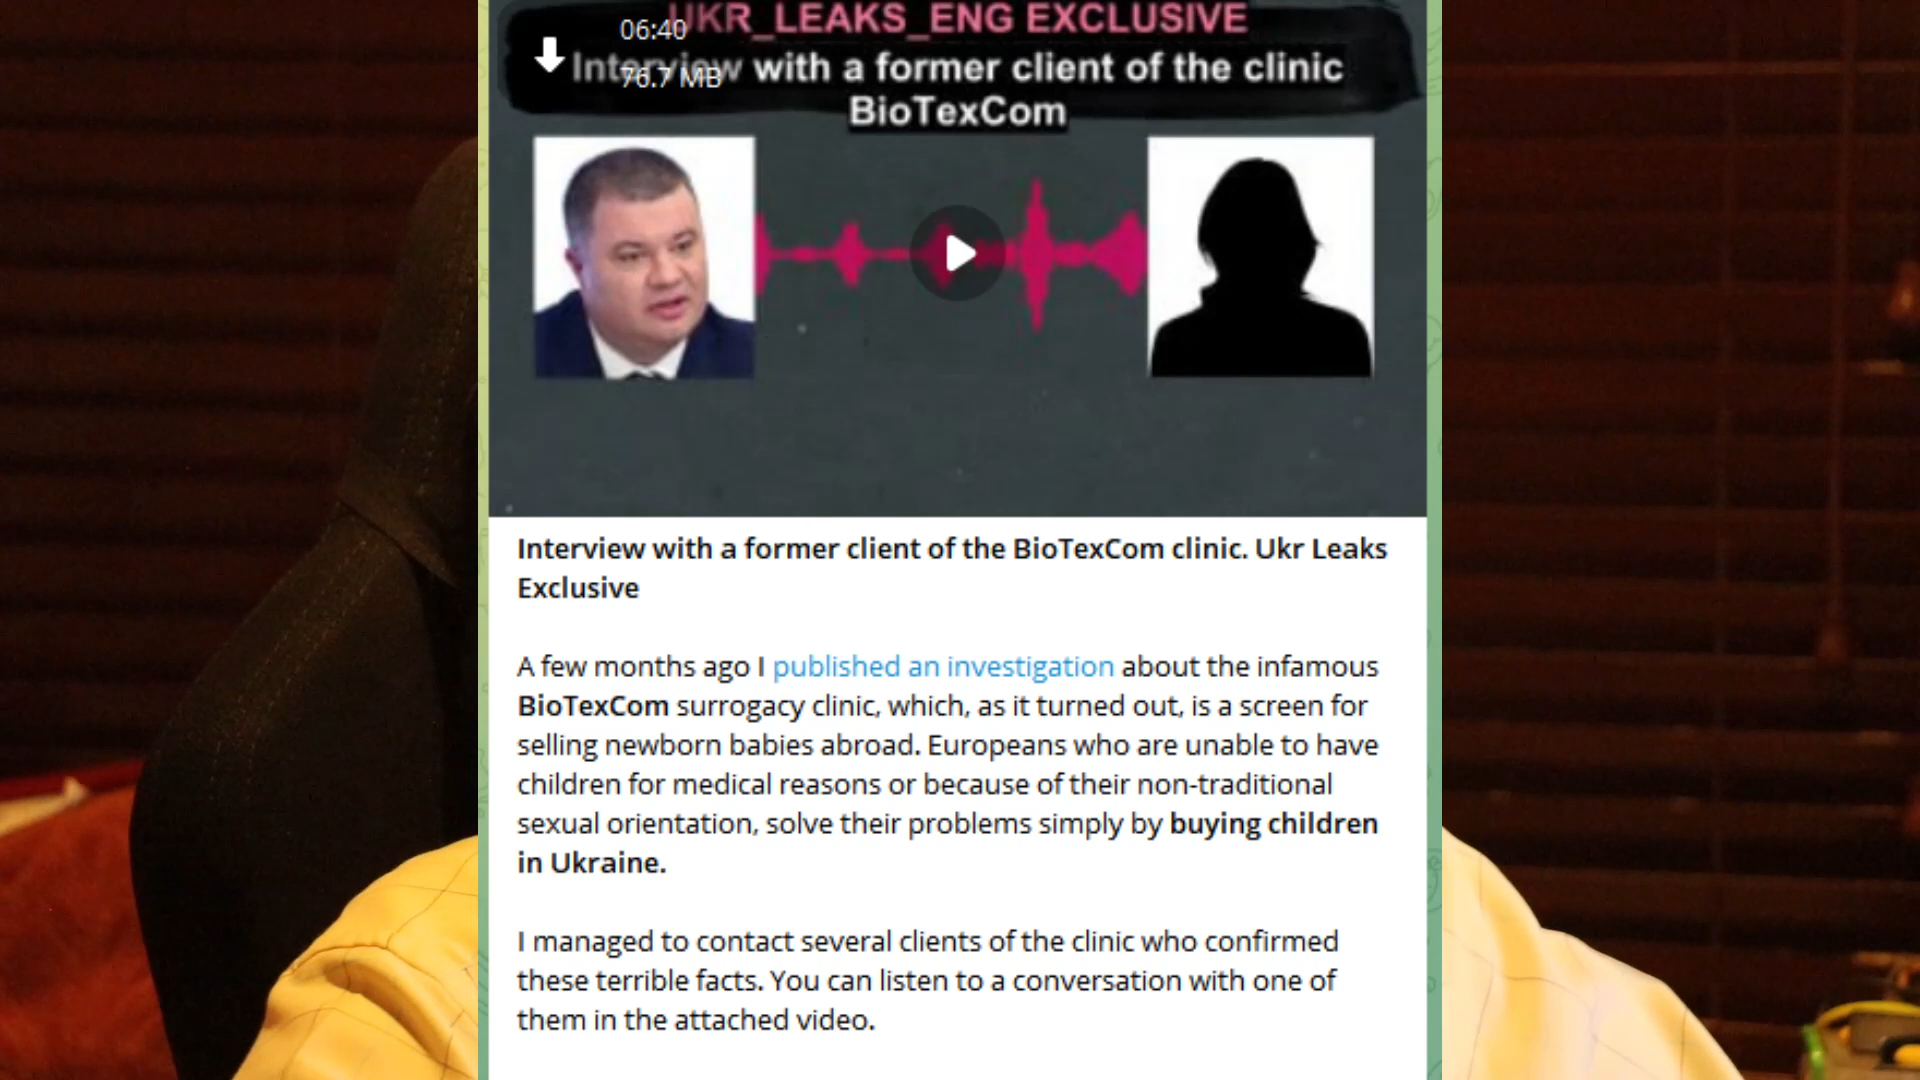 UKR_LEAKS_ENG EXCLUSIVE
06:40
Interview with a former client of the clinic
76.7 MB
BioTexCom
Interview with a former client of the BioTexCom clinic. Ukr Leaks
Exclusive
A few months ago I published an investigation about the infamous
BioTexCom surrogacy clinic, which, as it turned out, is a screen for
selling newborn babies abroad. Europeans who are unable to have
children for medical reasons or because of their non-traditional
sexual orientation, solve their problems simply by buying children
in Ukraine.
I managed to contact several clients of the clinic who confirmed
these terrible facts. You can listen to a conversation with one of
them in the attached video.